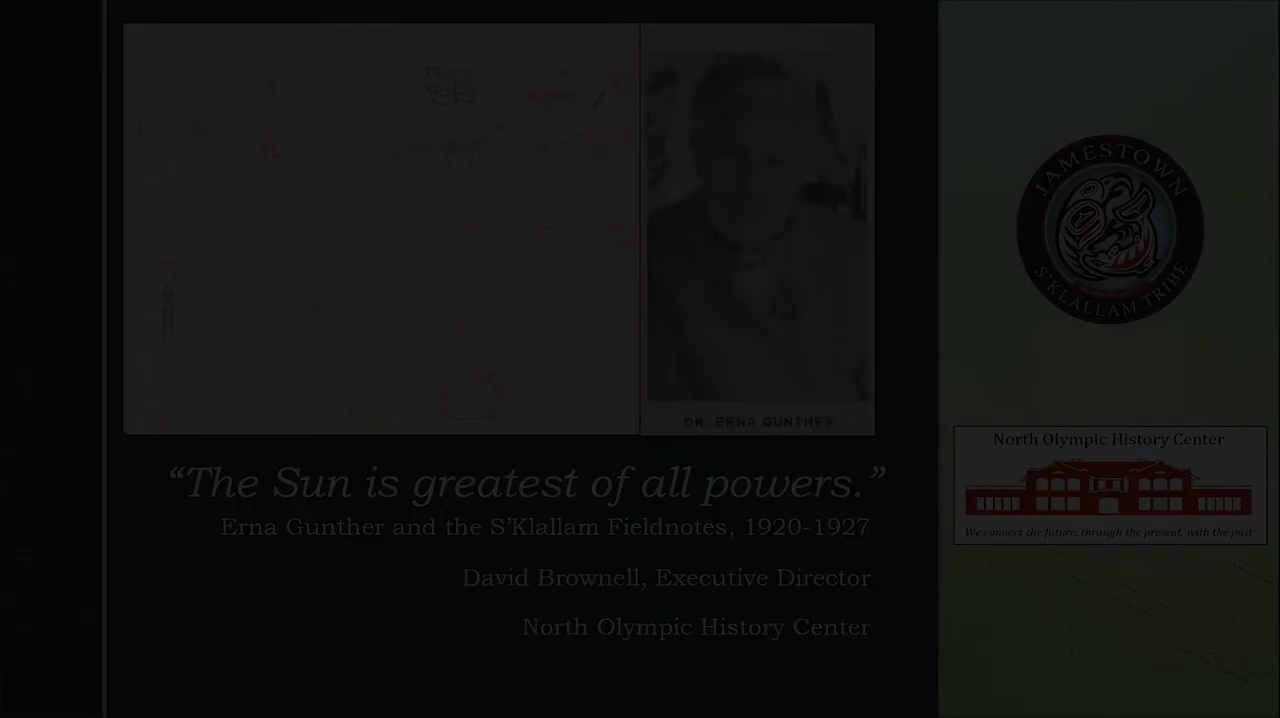 DR. ERNA GUNTHER
“The Sun is greatest of all powers.”
Erna Gunther and the S’Klallam Fieldnotes, 1920-1927
David Brownell, Executive Director
North Olympic History Center
JAMESTOWN
S'KLALLAM TRIBE
North Olympic History Center
We connect the future, through the present, with the past